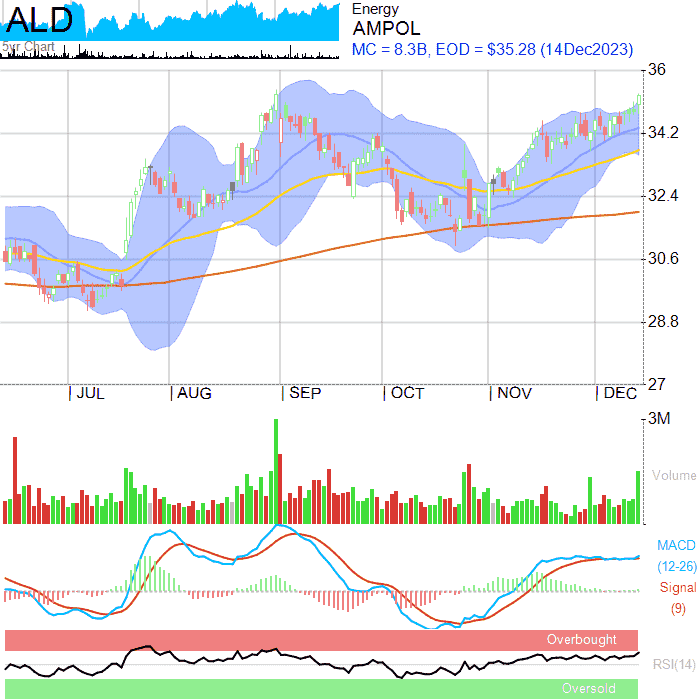 ALD
5yr Chart
Energy
AMPOL
MC = 8.3B, EOD = $35.28 (14Dec2023)
36
34.2
32.4
30.6
28.8
27
JUL AUG SEP OCT NOV DEC
3M
Volume
MACD
(12-26)
Signal
(9)
Overbought
RSI(14)
Oversold